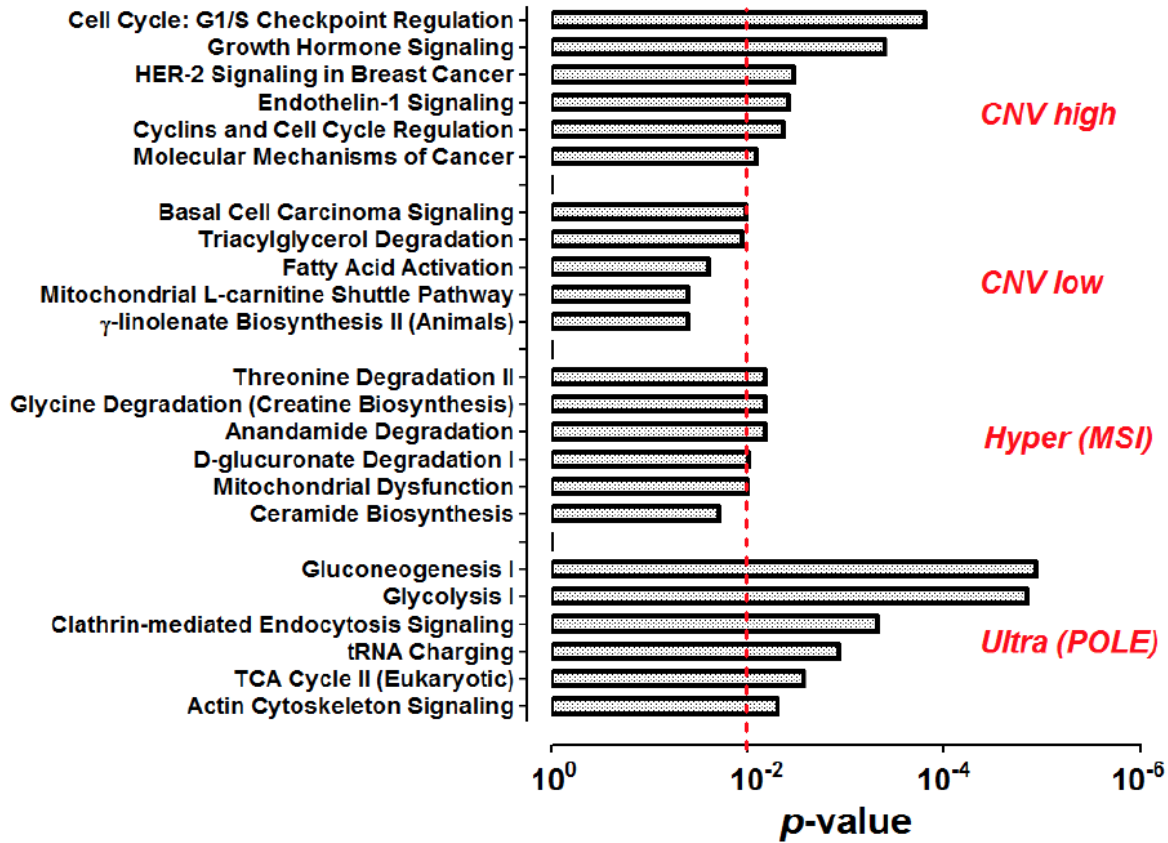 Cell Cycle: G1/S Checkpoint Regulation
Growth Hormone Signaling
HER-2 Signaling in Breast Cancer
Endothelin-1 Signaling
Cyclins and Cell Cycle Regulation
Molecular Mechanisms of Cancer
CNV high
Basal Cell Carcinoma Signaling
Triacylglycerol Degradation
Fatty Acid Activation
Mitochondrial L-carnitine Shuttle Pathway
γ-linolenate Biosynthesis II (Animals)
CNV low
Threonine Degradation II
Glycine Degradation (Creatine Biosynthesis)
Anandamide Degradation
D-glucuronate Degradation I
Mitochondrial Dysfunction
Ceramide Biosynthesis
Hyper (MSI)
Gluconeogenesis I
Glycolysis I
Clathrin-mediated Endocytosis Signaling
tRNA Charging
TCA Cycle II (Eukaryotic)
Actin Cytoskeleton Signaling
Ultra (POLE)
10⁰ 10⁻² 10⁻⁴ 10⁻⁶
p-value